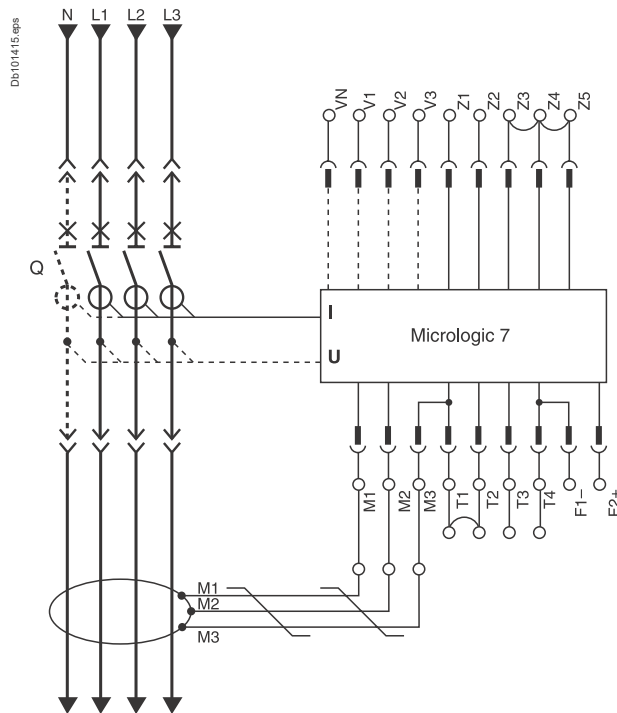 Db101415.eps
N L1 L2 L3
VN V1 V2 V3 Z1 Z2 Z3 Z4 Z5
Q
I
Micrologic 7
U
M1 M2 M3 T1 T2 T3 T4 F1– F2+
M1
M2
M3